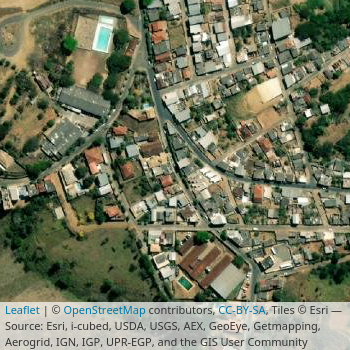 Leaflet | © OpenStreetMap contributors, CC-BY-SA, Tiles © Esri —
Source: Esri, i-cubed, USDA, USGS, AEX, GeoEye, Getmapping,
Aerogrid, IGN, IGP, UPR-EGP, and the GIS User Community